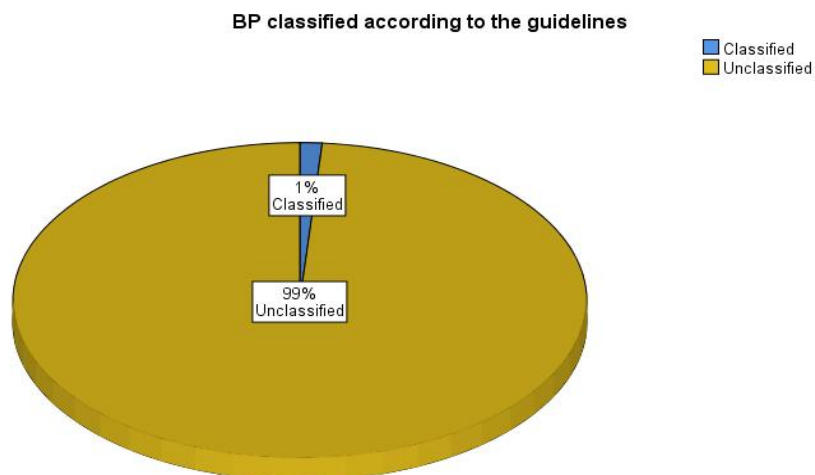 BP classified according to the guidelines
Classified
Unclassified
1%
Classified
99%
Unclassified